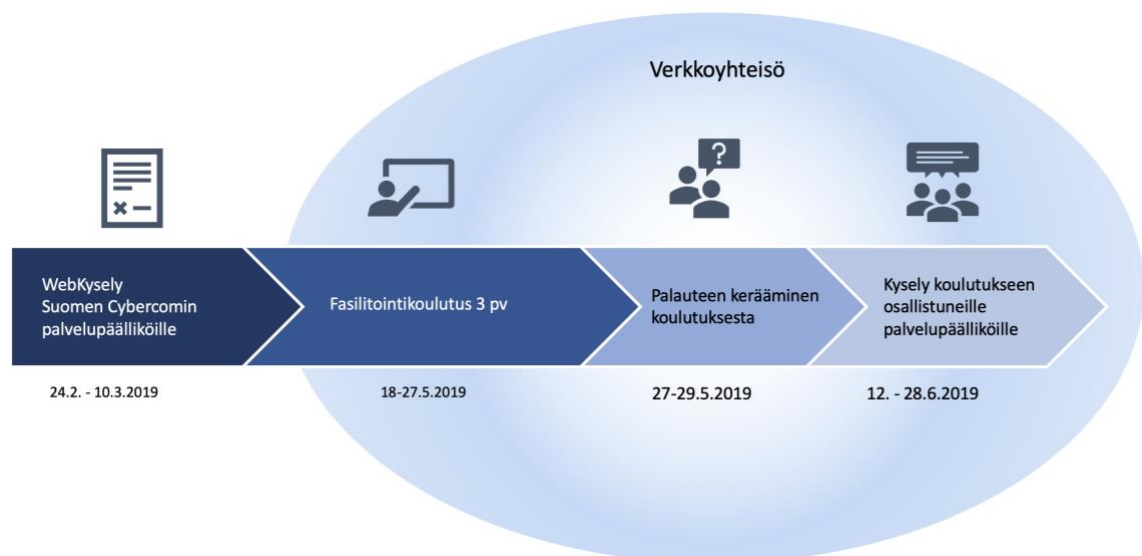 Verkkoyhteisö
?
WebKysely
Suomen Cybercomin
palvelupäälliköille
Fasilitointikoulutus 3 pv
Palauteen kerääminen
koulutuksesta
Kysely koulutukseen
osallistuneille
palvelupäälliköille
24.2. - 10.3.2019
18-27.5.2019
27-29.5.2019
12. - 28.6.2019